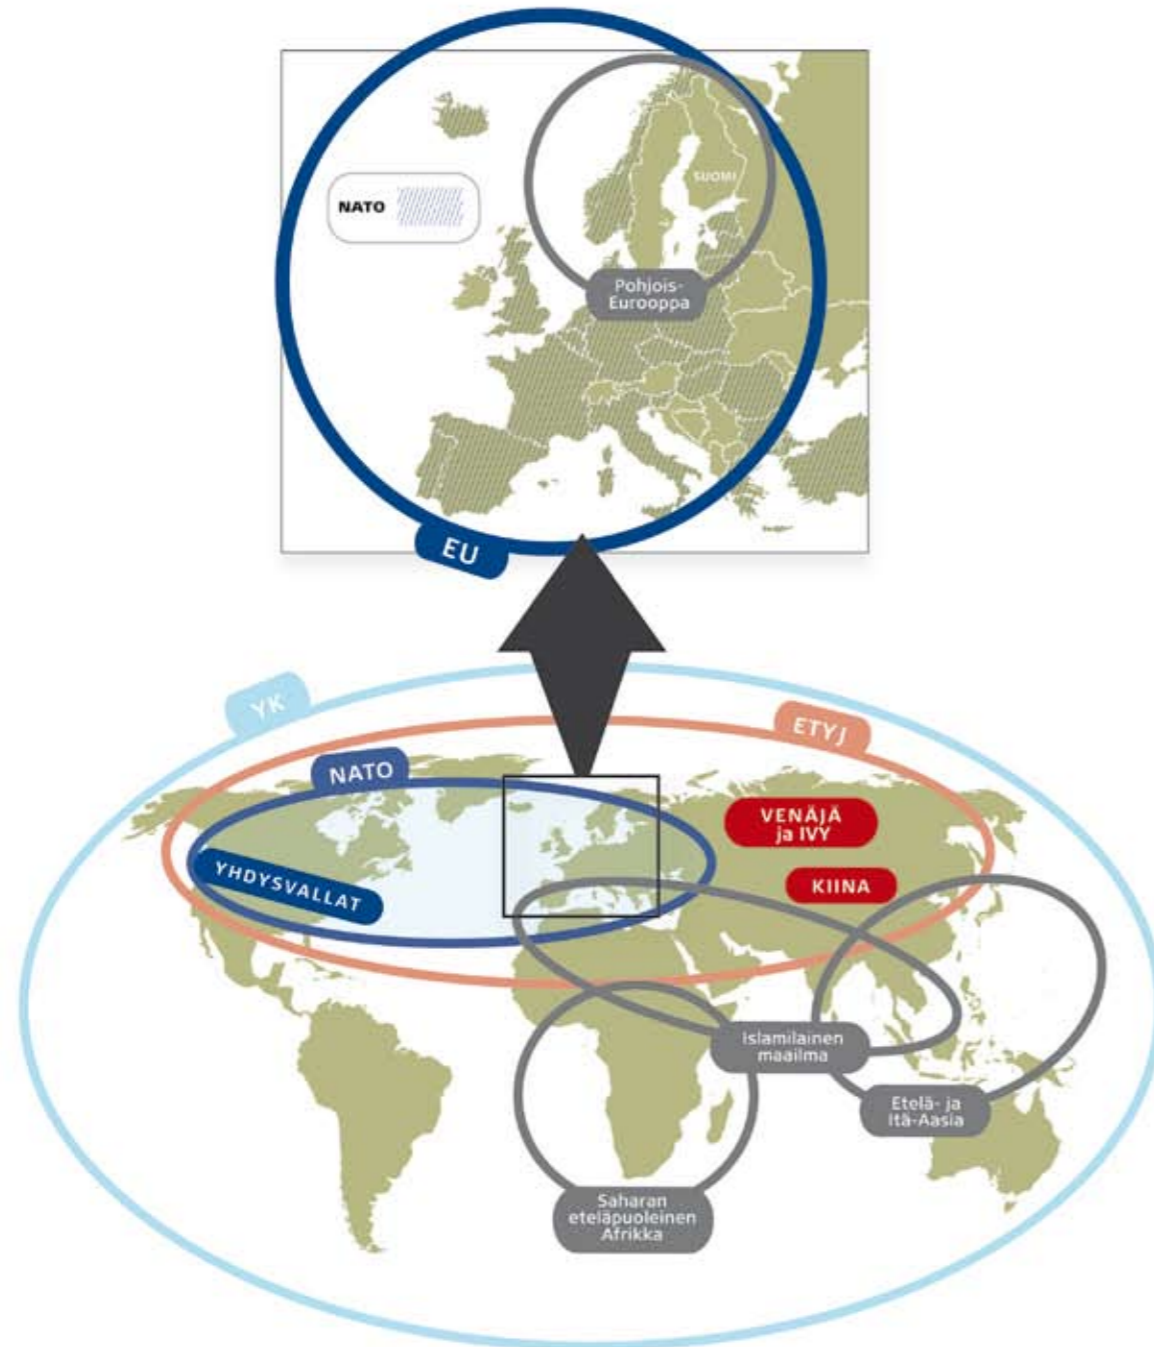 SUOMI
NATO
Pohjois-
Eurooppa
EU
YK
ETYJ
NATO
VENÄJÄ
ja IVY
YHDYSVALLAT
KIINA
Islamilainen
maailma
Etelä- ja
Itä-Aasia
Saharan
eteläpuoleinen
Afrikka